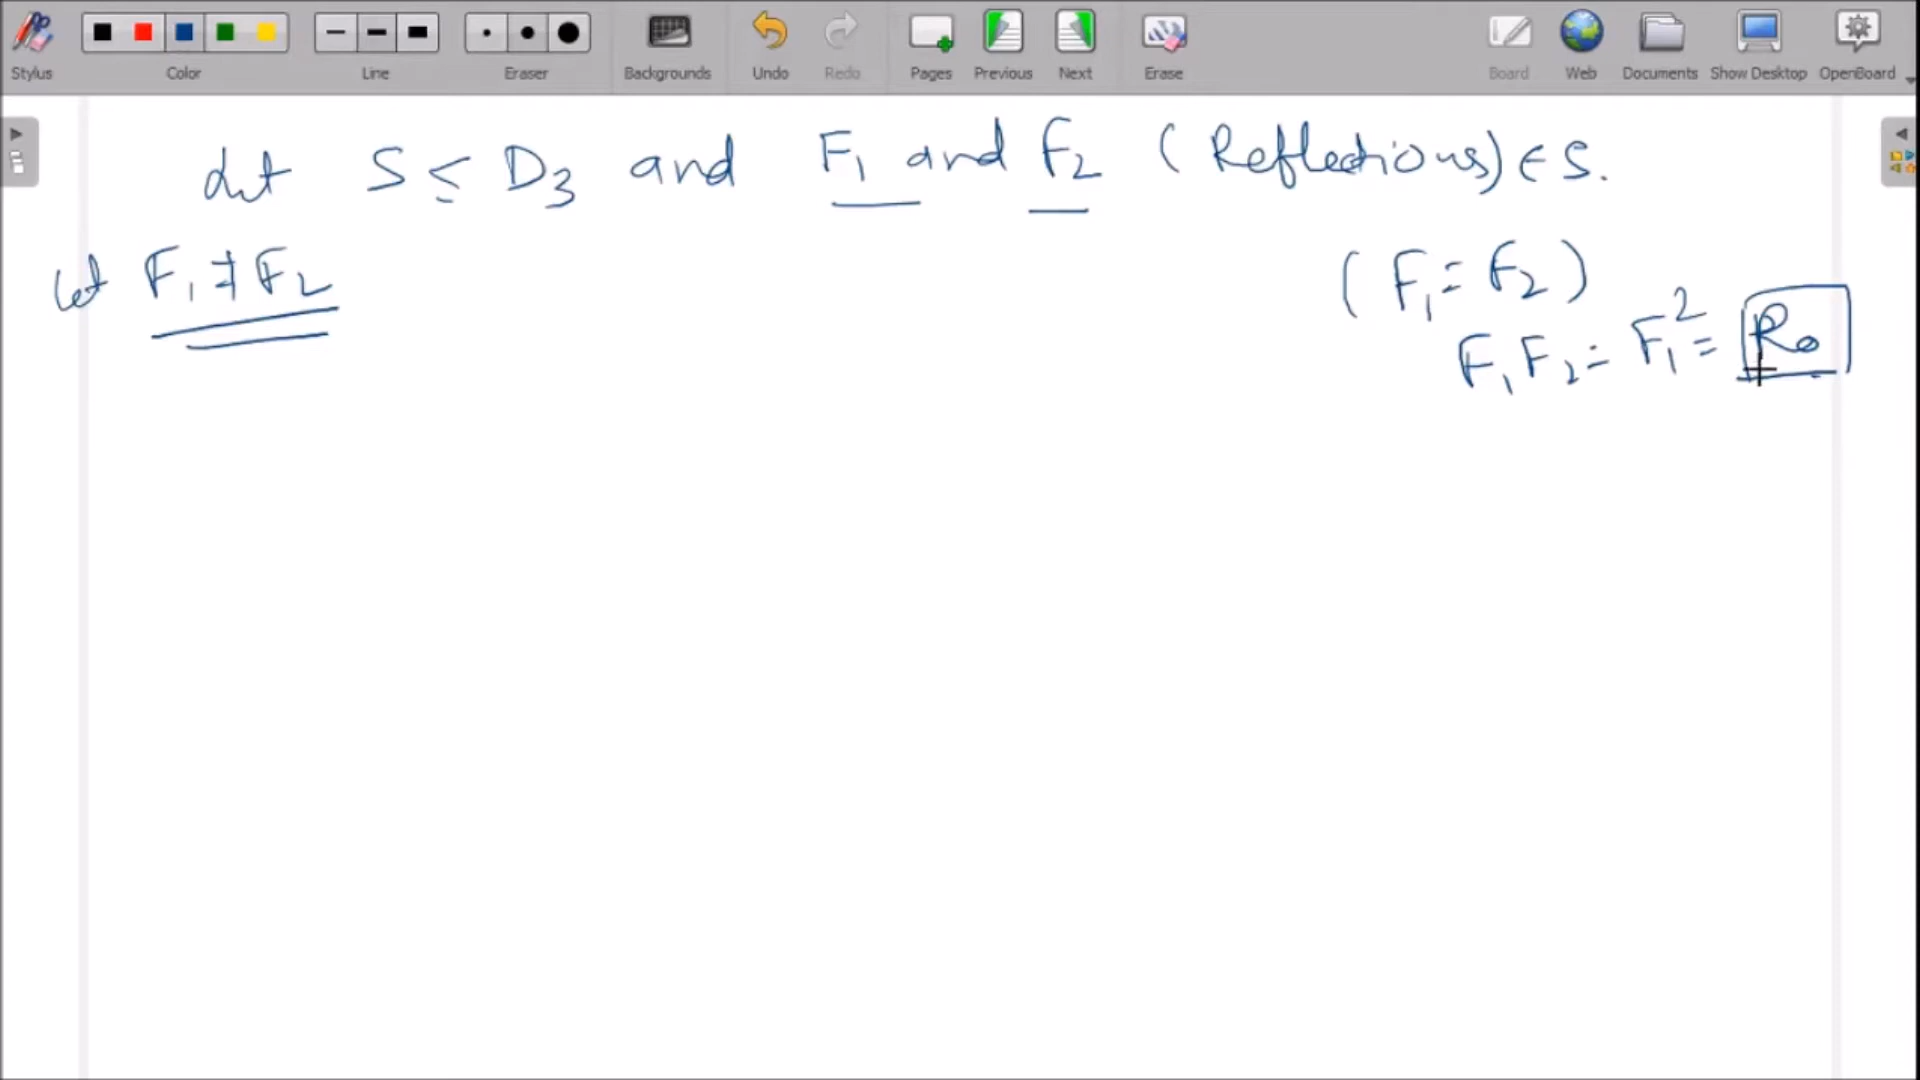 Stylus Color Line Eraser Backgrounds Undo Redo Pages Previous Next Erase Board Web Documents Show Desktop OpenBoard
Let S ≤ D₃ and F₁ and F₂ (Reflections) ∈ S.
Let F₁ ≠ F₂
(F₁ = F₂)
F₁F₂ = F₁² = R₀